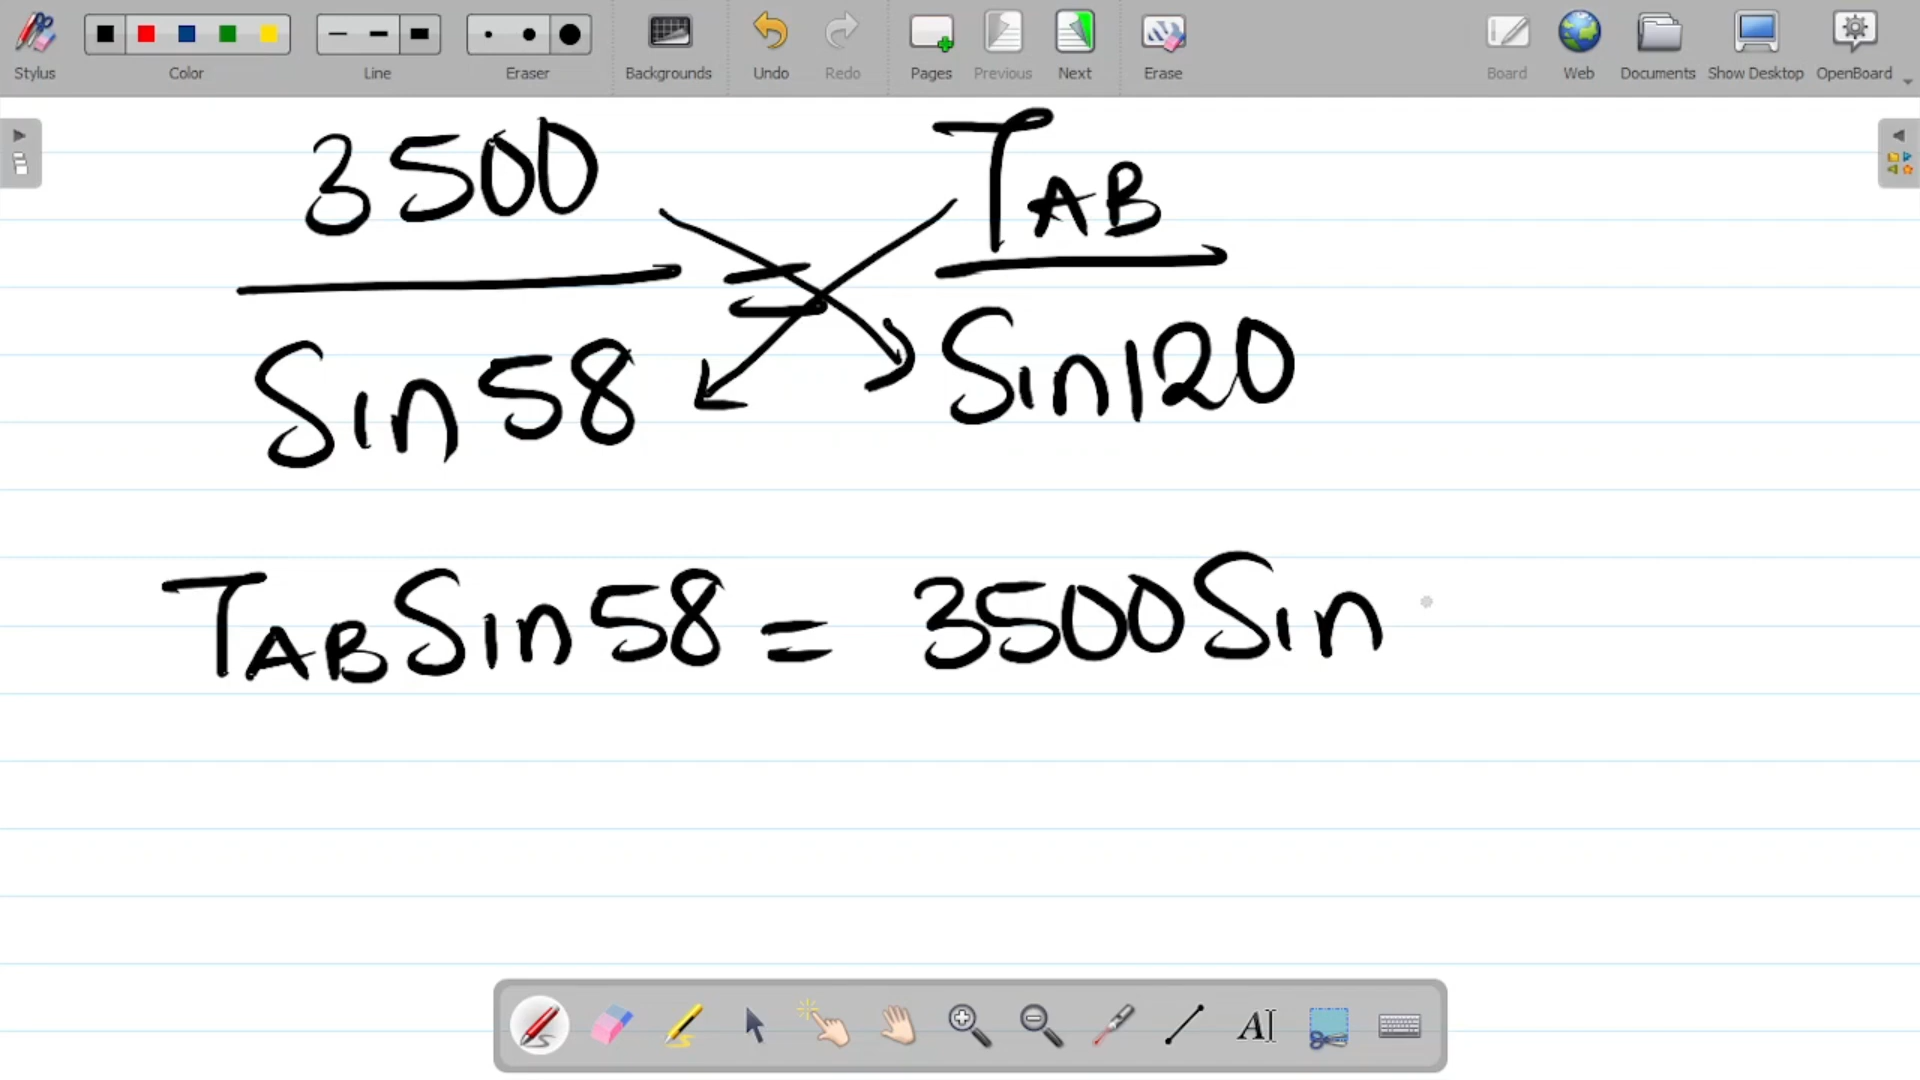 Stylus Color Line Eraser Backgrounds Undo Redo Pages Previous Next Erase Board Web Documents Show Desktop OpenBoard
3500 = TAB
Sin58 Sin120
TABSin58 = 3500Sin
AI